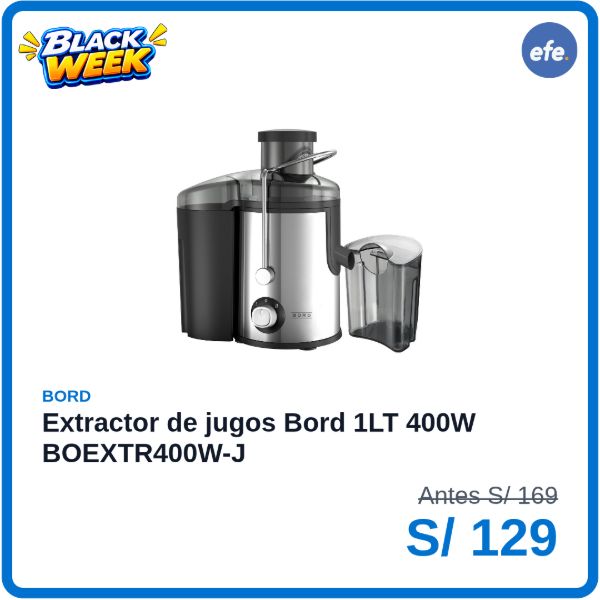 BLACK
WEEK
efe.
BORD
BORD
Extractor de jugos Bord 1LT 400W
BOEXTR400W-J
Antes S/ 169
S/ 129